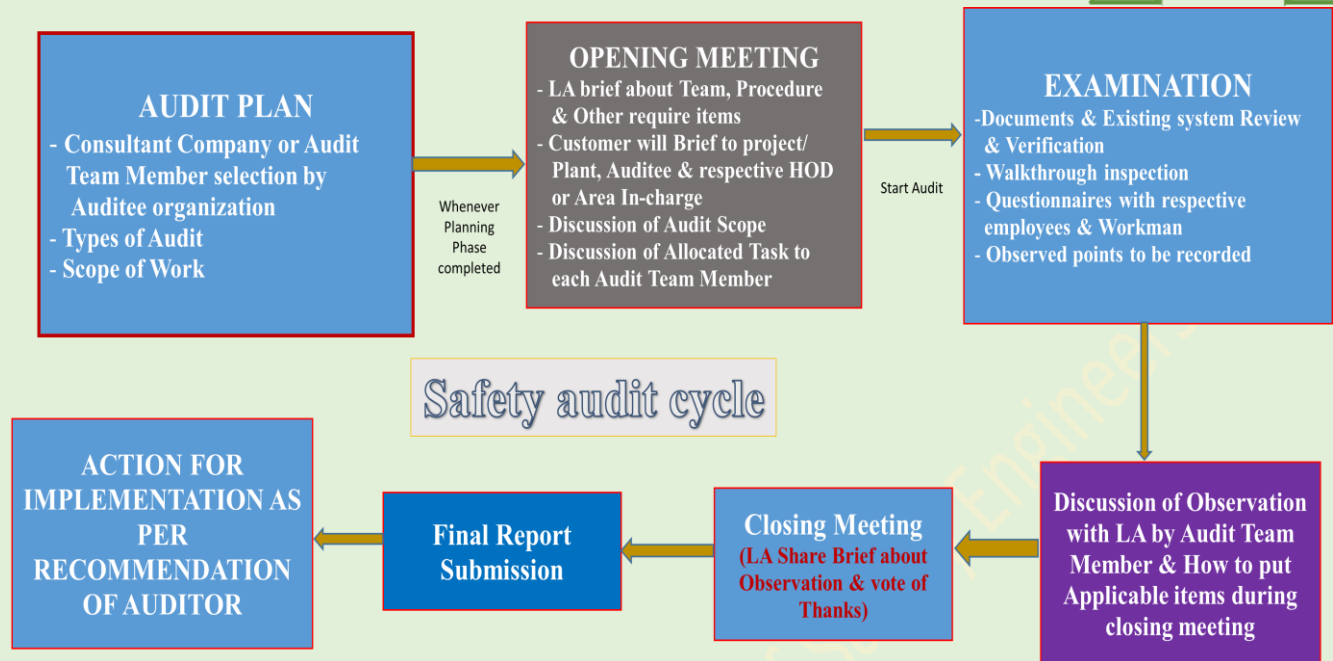 AUDIT PLAN
- Consultant Company or Audit
Team Member selection by
Auditee organization
- Types of Audit
- Scope of Work
Whenever
Planning
Phase
completed
OPENING MEETING
- LA brief about Team, Procedure
& Other require items
- Customer will Brief to project/
Plant, Auditee & respective HOD
or Area In-charge
- Discussion of Audit Scope
- Discussion of Allocated Task to
each Audit Team Member
Start Audit
EXAMINATION
-Documents & Existing system Review
& Verification
- Walkthrough inspection
- Questionnaires with respective
employees & Workman
- Observed points to be recorded
Safety audit cycle
Discussion of Observation
with LA by Audit Team
Member & How to put
Applicable items during
closing meeting
Closing Meeting
(LA Share Brief about
Observation & vote of
Thanks)
Final Report
Submission
ACTION FOR
IMPLEMENTATION AS
PER
RECOMMENDATION
OF AUDITOR
Engineers